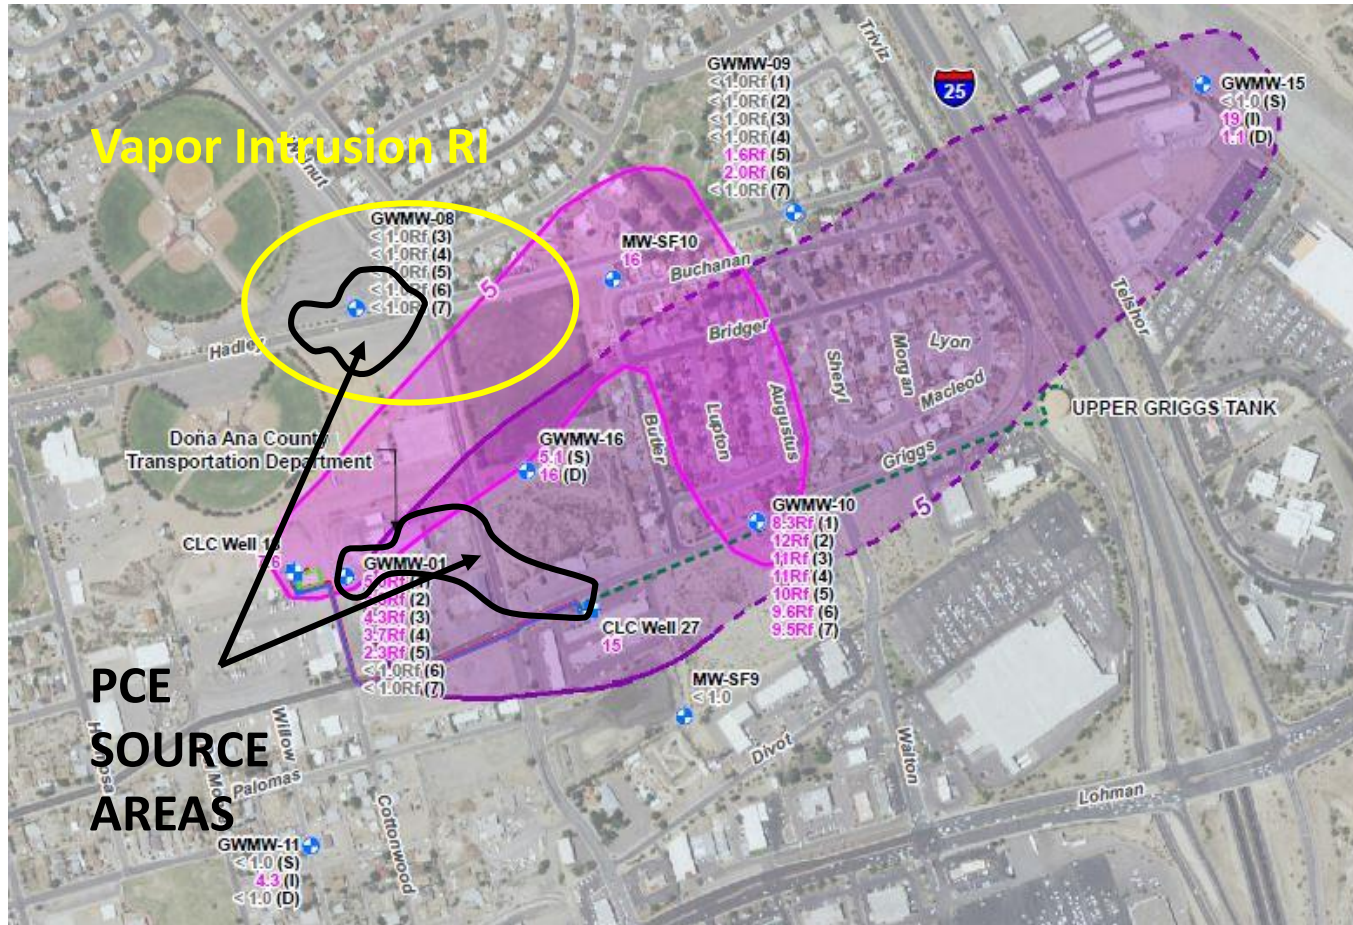 Triviz
GWMW-09
< 1.0Rf (1)
< 1.0Rf (2)
< 1.0Rf (3)
< 1.0Rf (4)
1.6Rf (5)
2.0Rf (6)
< 1.0Rf (7)
25
GWMW-15
< 1.0 (S)
19 (I)
1.1 (D)
Vapor Intrusion RI
GWMW-08
< 1.0Rf (3)
< 1.0Rf (4)
1.0Rf (5)
< 1.0Rf (6)
< 1.0Rf (7)
MW-SF10
16
Buchanan
5
Telshor
Hadley
Bridger
Lyon
Morgan
Sheryl
Macleod
Augustus
Lupton
Butler
UPPER GRIGGS TANK
Doña Ana County
Transportation Department
GWMW-16
5.1 (S)
16 (D)
Griggs
5
GWMW-10
8.3Rf (1)
12Rf (2)
11Rf (3)
11Rf (4)
10Rf (5)
9.6Rf (6)
9.5Rf (7)
CLC Well
GWMW-01
(2)
4.3Rf (3)
3.7Rf (4)
2.3Rf (5)
< 1.0Rf (6)
< 1.0Rf (7)
CLC Well 27
15
MW-SF9
< 1.0
PCE
SOURCE
AREAS
Willow
Palomas
Divot
Walton
Lohman
Cottonwood
GWMW-11
< 1.0 (S)
4.3 (I)
< 1.0 (D)